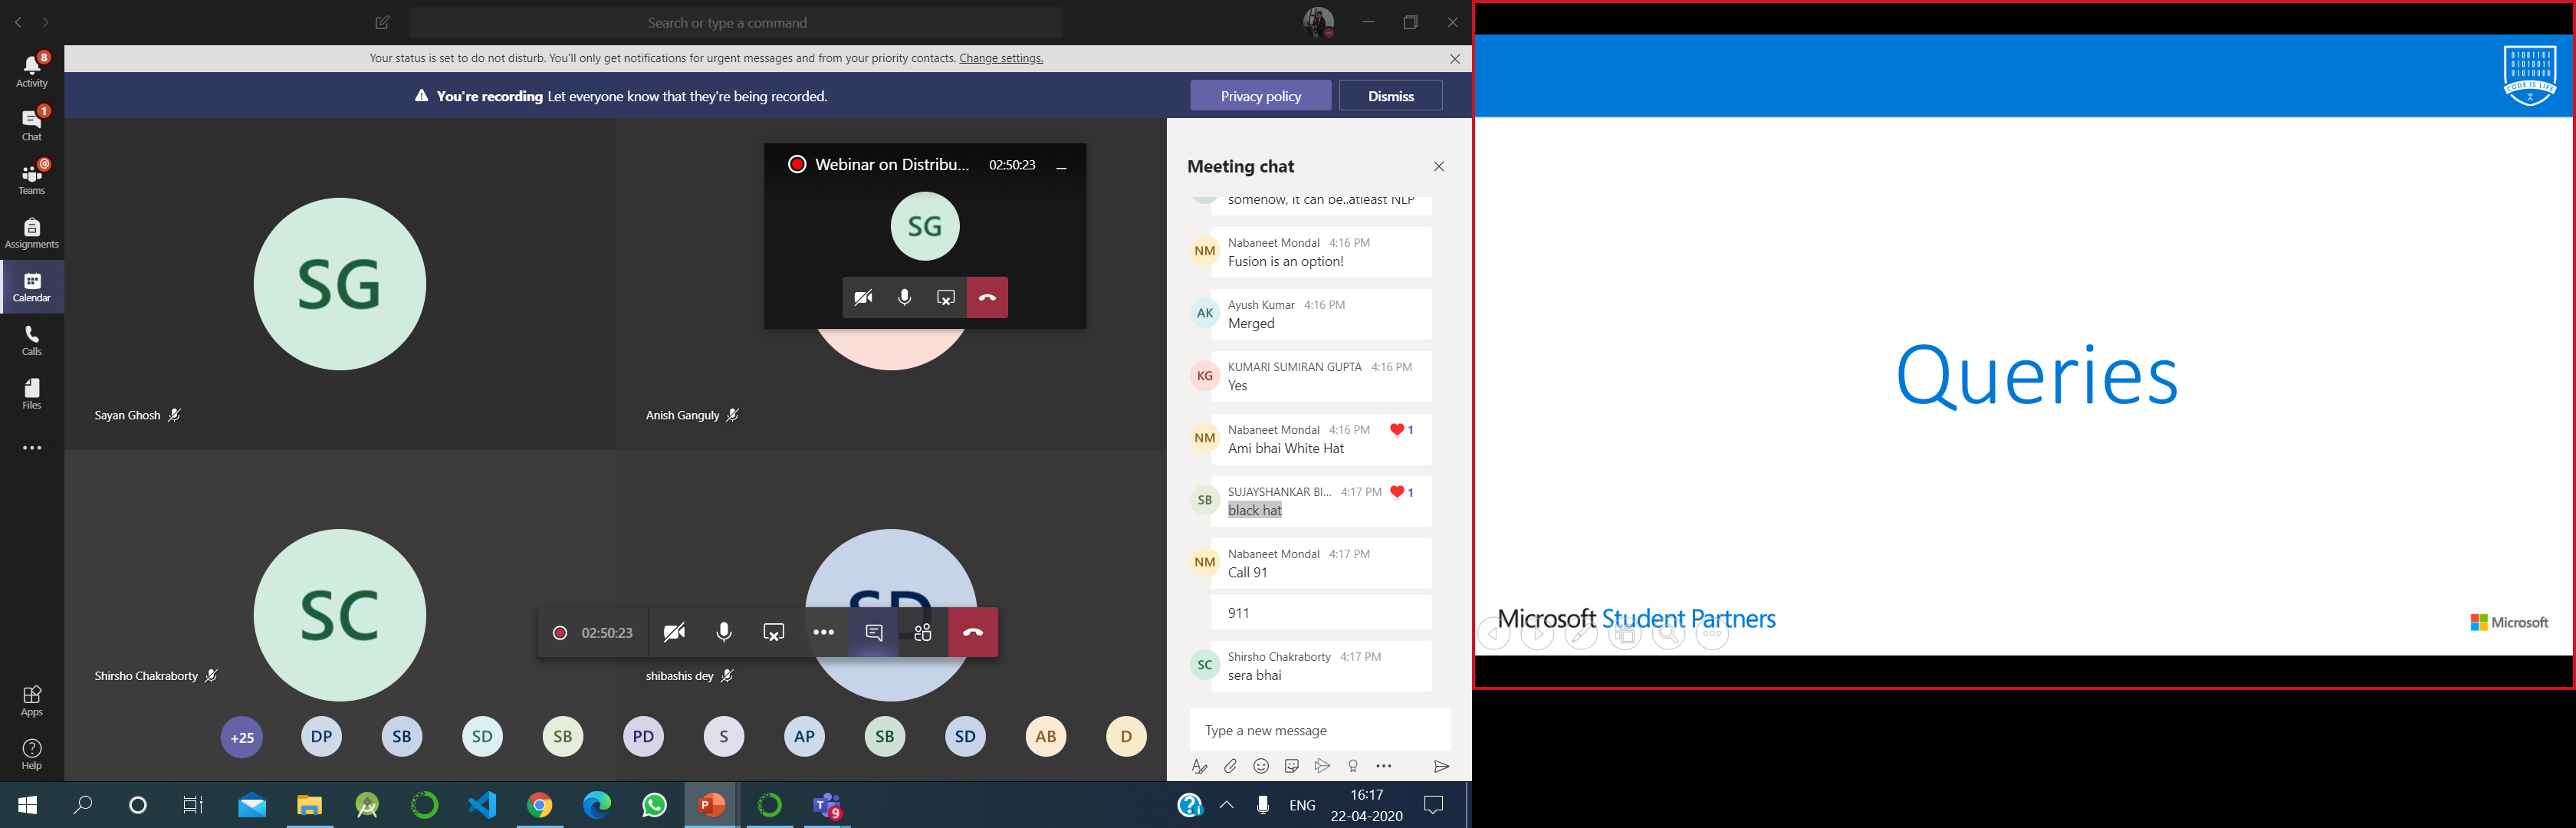 Search or type a command
Your status is set to do not disturb. You'll only get notifications for urgent messages and from your priority contacts. Change settings.
You're recording Let everyone know that they're being recorded.
Privacy policy
Dismiss
8
Activity
1
Chat
@
Teams
Assignments
Calendar
Calls
Files
Apps
Help
SG
Sayan Ghosh
Webinar on Distribu... 02:50:23
SG
Anish Ganguly
SC
Shirsho Chakraborty
SD
shibashis dey
02:50:23
+25 DP SB SD SB PD S AP SB SD AB D
Meeting chat
somehow, it can be..atleast NLP
NM
Nabaneet Mondal 4:16 PM
Fusion is an option!
AK
Ayush Kumar 4:16 PM
Merged
KG
KUMARI SUMIRAN GUPTA 4:16 PM
Yes
NM
Nabaneet Mondal 4:16 PM 1
Ami bhai White Hat
SB
SUJAYSHANKAR BI... 4:17 PM 1
black hat
NM
Nabaneet Mondal 4:17 PM
Call 91
911
SC
Shirsho Chakraborty 4:17 PM
sera bhai
Type a new message
P
T
9
ENG
16:17
22-04-2020
01001101
01010011
01010000
CODE IS LIFE
Queries
Microsoft Student Partners
Microsoft